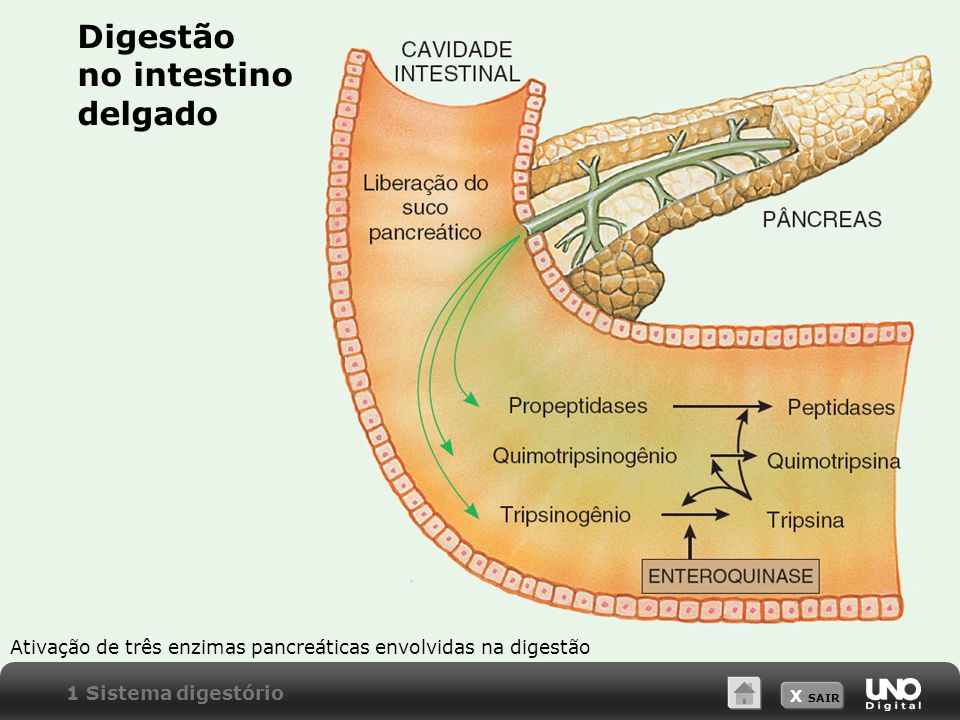 Digestão
no intestino
delgado
CAVIDADE
INTESTINAL
Liberação do
suco
pancreático
PÂNCREAS
Propeptidases
Peptidases
Quimotripsinogênio
Quimotripsina
Tripsinogênio
Tripsina
ENTEROQUINASE
Ativação de três enzimas pancreáticas envolvidas na digestão
1 Sistema digestório
X SAIR
UNO
Digital